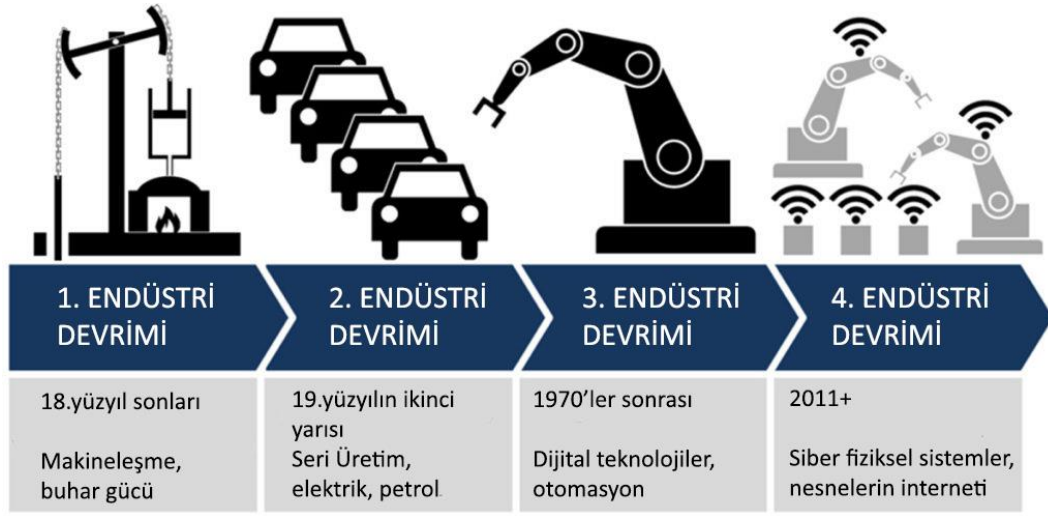 1. ENDÜSTRİ
DEVRİMİ
2. ENDÜSTRİ
DEVRİMİ
3. ENDÜSTRİ
DEVRİMİ
4. ENDÜSTRİ
DEVRİMİ
18.yüzyıl sonları
Makineleşme,
buhar gücü
19.yüzyılın ikinci
yarısı
Seri Üretim,
elektrik, petrol
1970’ler sonrası
Dijital teknolojiler,
otomasyon
2011+
Siber fiziksel sistemler,
nesnelerin interneti